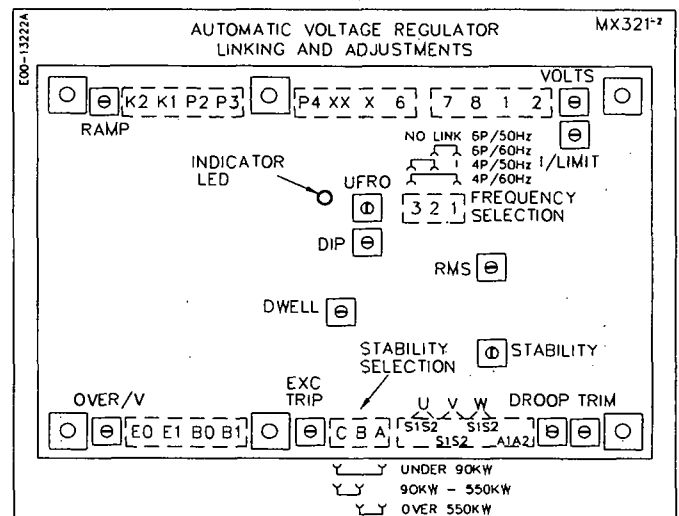 E00-13222A
AUTOMATIC VOLTAGE REGULATOR
LINKING AND ADJUSTMENTS
MX321-2
VOLTS
K2 K1 P2 P3
P4 XX X 6
7 8 1 2
RAMP
NO LINK 6P/50Hz
6P/60Hz
4P/50Hz
4P/60Hz
I/LIMIT
INDICATOR
LED
UFRO
3 2 1
FREQUENCY
SELECTION
DIP
RMS
DWELL
STABILITY
SELECTION
STABILITY
OVER/V
EXC
TRIP
U V W
DROOP TRIM
E0 E1 B0 B1
C B A
S1S2 S1S2
S1S2 A1A2
UNDER 90KW
90KW - 550KW
OVER 550KW